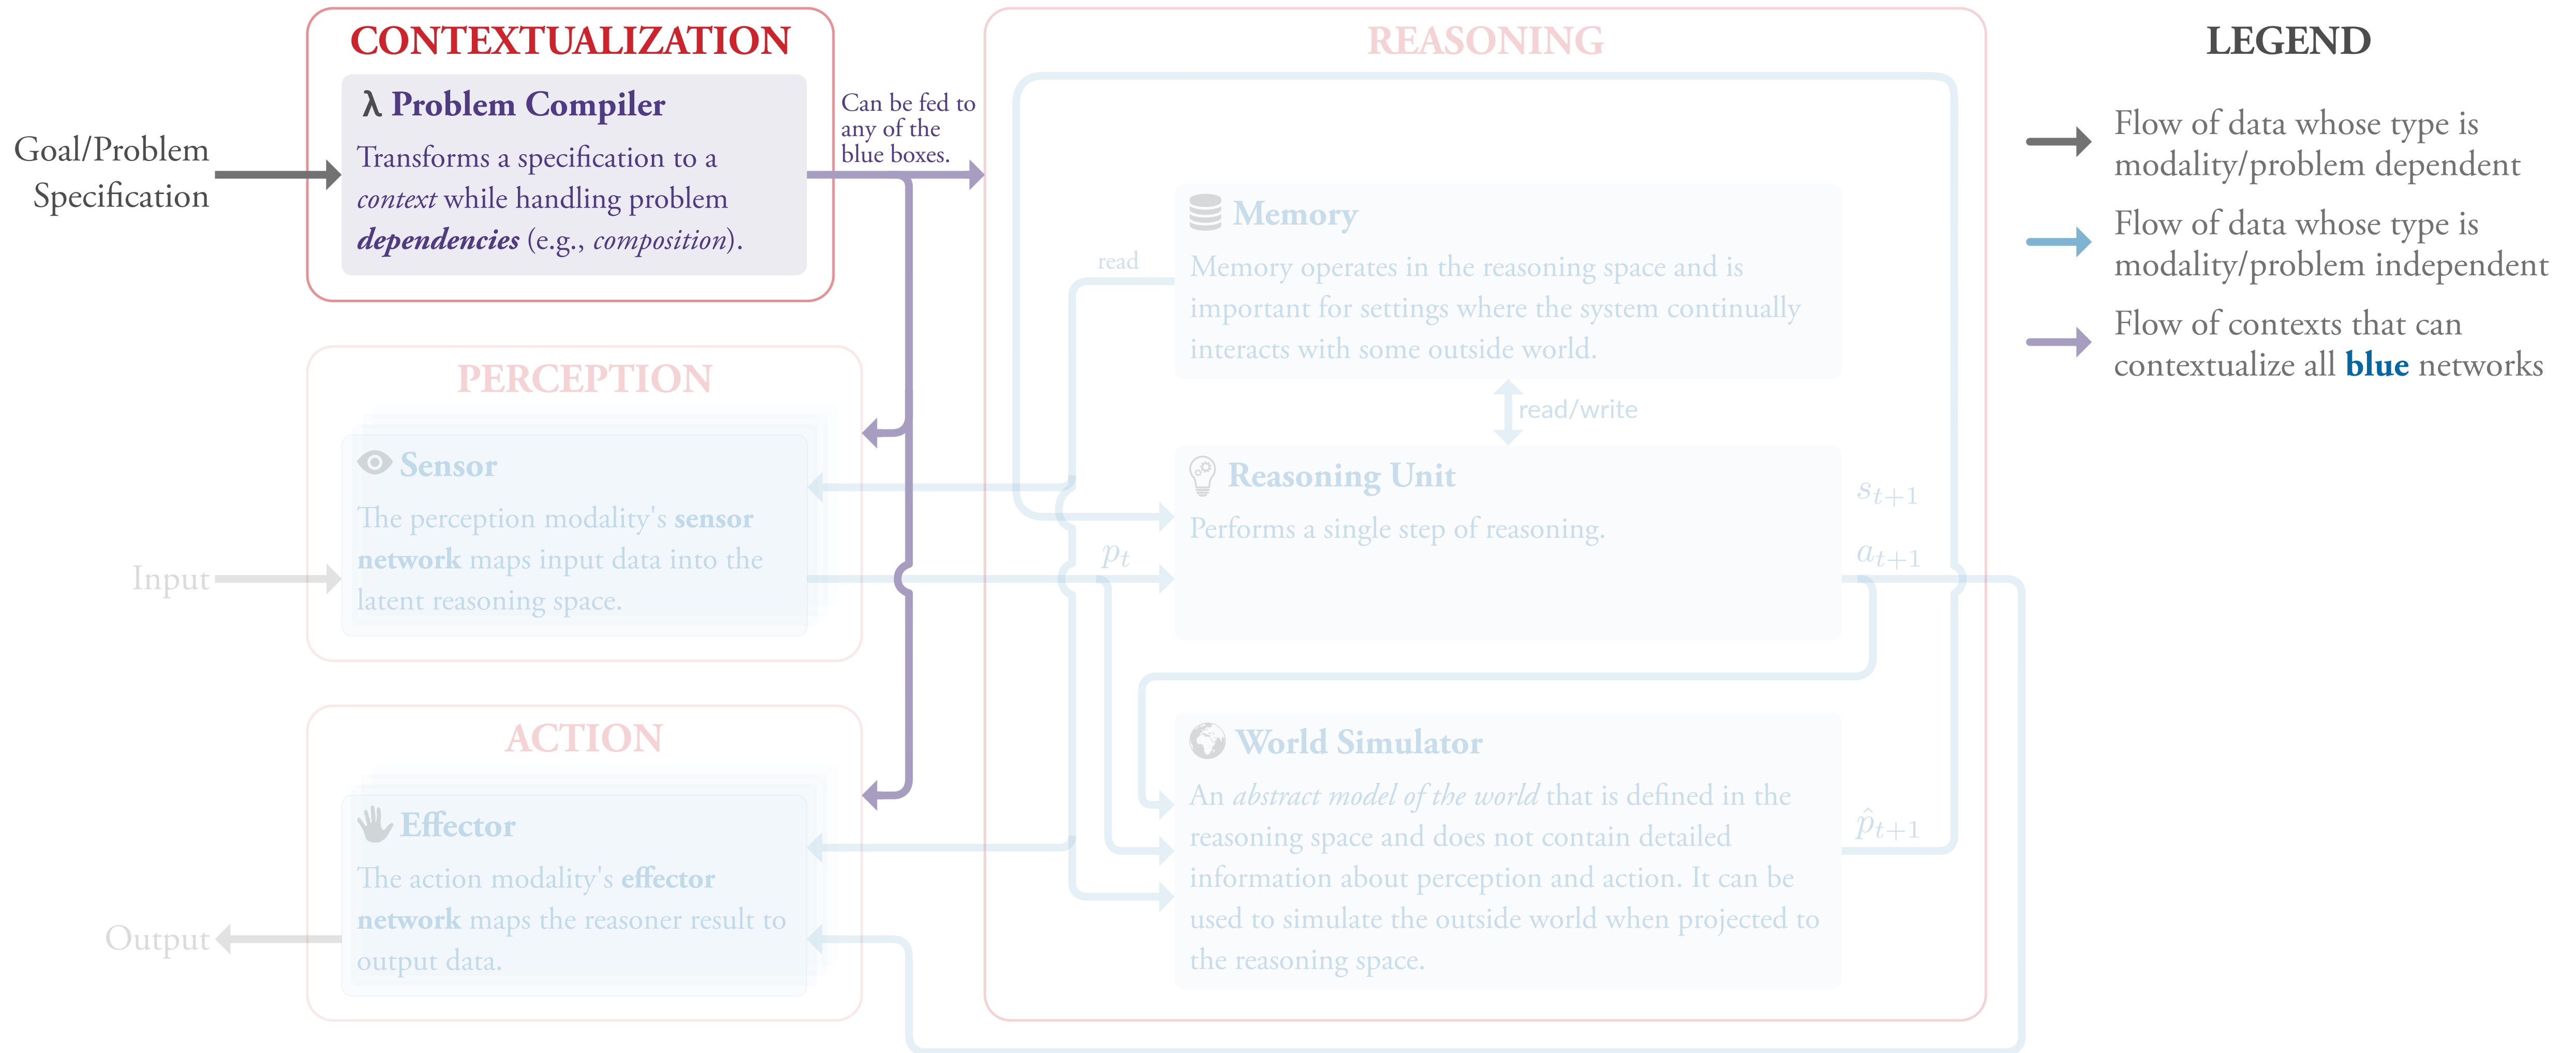 CONTEXTUALIZATION
λ Problem Compiler
Transforms a specification to a
context while handling problem
dependencies (e.g., composition).
Goal/Problem
Specification
Can be fed to
any of the
blue boxes.
PERCEPTION
Sensor
The perception modality's sensor
network maps input data into the
latent reasoning space.
Input
ACTION
Effector
The action modality's effector
network maps the reasoner result to
output data.
Output
REASONING
Memory
Memory operates in the reasoning space and is
important for settings where the system continually
interacts with some outside world.
read
read/write
Reasoning Unit
Performs a single step of reasoning.
p_t
s_{t+1}
a_{t+1}
World Simulator
An abstract model of the world that is defined in the
reasoning space and does not contain detailed
information about perception and action. It can be
used to simulate the outside world when projected to
the reasoning space.
p̂_{t+1}
LEGEND
Flow of data whose type is
modality/problem dependent
Flow of data whose type is
modality/problem independent
Flow of contexts that can
contextualize all blue networks